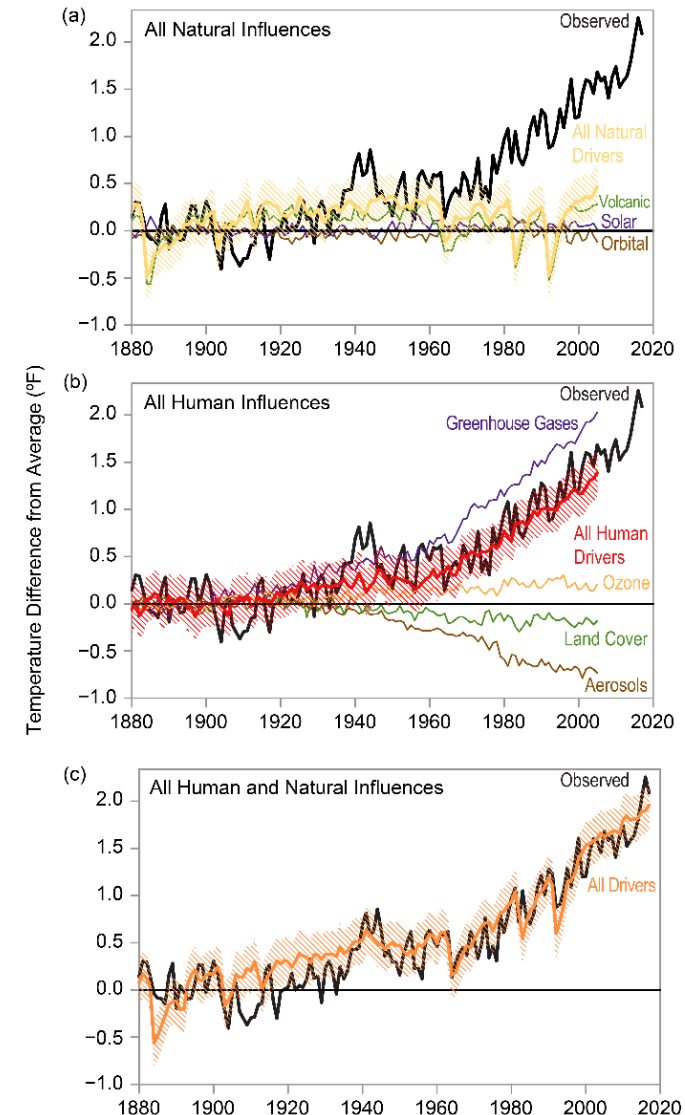 (a)
All Natural Influences
Observed
2.0
1.5
1.0
All Natural
Drivers
0.5
Volcanic
Solar
0.0
Orbital
−0.5
−1.0
1880 1900 1920 1940 1960 1980 2000 2020
Temperature Difference from Average (ºF)
(b)
All Human Influences
Observed
2.0
Greenhouse Gases
1.5
1.0
All Human
Drivers
0.5
Ozone
0.0
Land Cover
−0.5
Aerosols
−1.0
1880 1900 1920 1940 1960 1980 2000 2020
(c)
All Human and Natural Influences
Observed
2.0
1.5
1.0
All Drivers
0.5
0.0
−0.5
−1.0
1880 1900 1920 1940 1960 1980 2000 2020